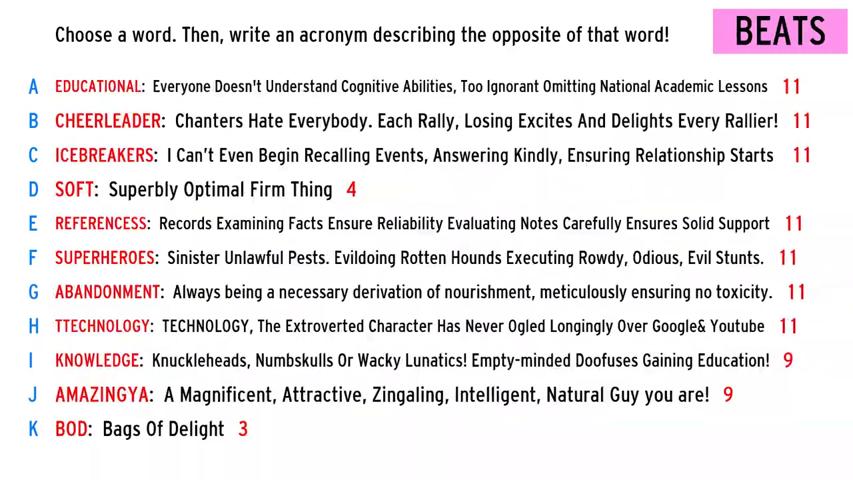 Choose a word. Then, write an acronym describing the opposite of that word!
BEATS
A EDUCATIONAL: Everyone Doesn't Understand Cognitive Abilities, Too Ignorant Omitting National Academic Lessons 11
B CHEERLEADER: Chanters Hate Everybody. Each Rally, Losing Excites And Delights Every Rallier! 11
C ICEBREAKERS: I Can't Even Begin Recalling Events, Answering Kindly, Ensuring Relationship Starts 11
D SOFT: Superbly Optimal Firm Thing 4
E REFERENCESS: Records Examining Facts Ensure Reliability Evaluating Notes Carefully Ensures Solid Support 11
F SUPERHEROES: Sinister Unlawful Pests. Evildoing Rotten Hounds Executing Rowdy, Odious, Evil Stunts. 11
G ABANDONMENT: Always being a necessary derivation of nourishment, meticulously ensuring no toxicity. 11
H TTECHNOLOGY: TECHNOLOGY, The Extroverted Character Has Never Ogled Longingly Over Google& Youtube 11
I KNOWLEDGE: Knuckleheads, Numbskulls Or Wacky Lunatics! Empty-minded Doofuses Gaining Education! 9
J AMAZINGYA: A Magnificent, Attractive, Zingaling, Intelligent, Natural Guy you are! 9
K BOD: Bags Of Delight 3